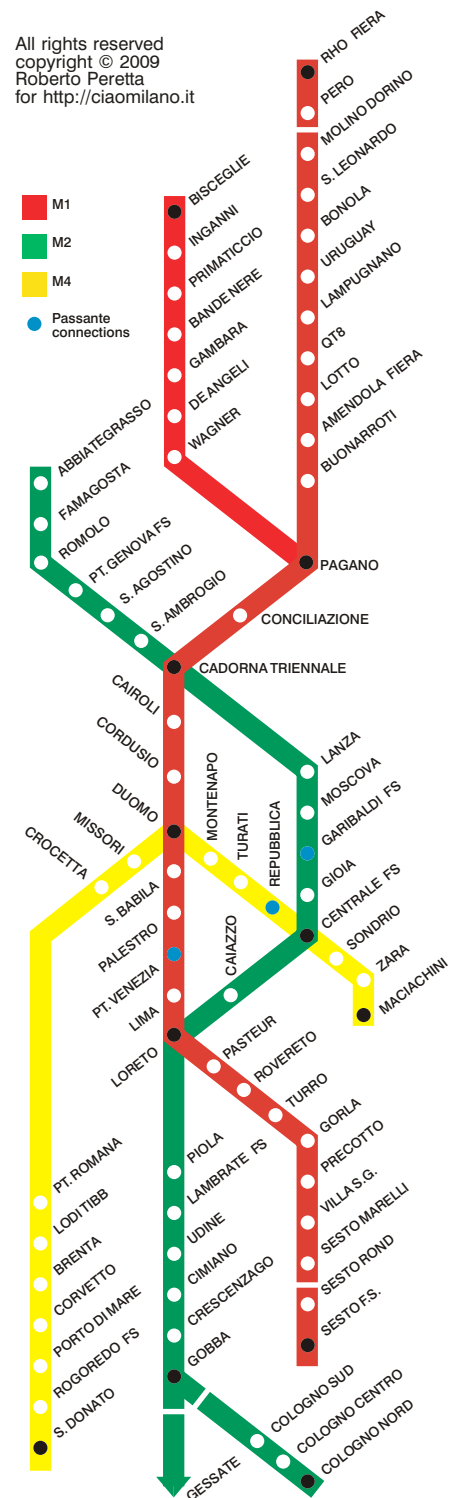 All rights reserved
copyright © 2009
Roberto Peretta
for http://ciaomilano.it
M1
M2
M4
Passante
connections
RHO FIERA
PERO
MOLINO DORINO
S. LEONARDO
BONOLA
URUGUAY
LAMPUGNANO
QT8
LOTTO
AMENDOLA FIERA
BUONARROTI
BISCEGLIE
INGANNI
PRIMATICCIO
BANDE NERE
GAMBARA
DE ANGELI
WAGNER
ABBIATEGRASSO
FAMAGOSTA
ROMOLO
PT. GENOVA FS
S. AGOSTINO
S. AMBROGIO
PAGANO
CONCILIAZIONE
CADORNA TRIENNALE
CAIROLI
CORDUSIO
DUOMO
MISSORI
CROCETTA
MONTENAPO
TURATI
REPUBBLICA
LANZA
MOSCOVA
GARIBALDI FS
GIOIA
CENTRALE FS
SONDRIO
ZARA
MACIACHINI
S. BABILA
PALESTRO
PT. VENEZIA
LIMA
LORETO
CAIAZZO
PASTEUR
ROVERETO
TURRO
GORLA
PRECOTTO
VILLA S.G.
SESTO MARELLI
SESTO ROND
SESTO F.S.
PIOLA
LAMBRATE FS
UDINE
CIMIANO
CRESCENZAGO
GOBBA
PT. ROMANA
LODI TIBB
BRENTA
CORVETTO
PORTO DI MARE
ROGOREDO FS
S. DONATO
GESSATE
COLOGNO SUD
COLOGNO CENTRO
COLOGNO NORD